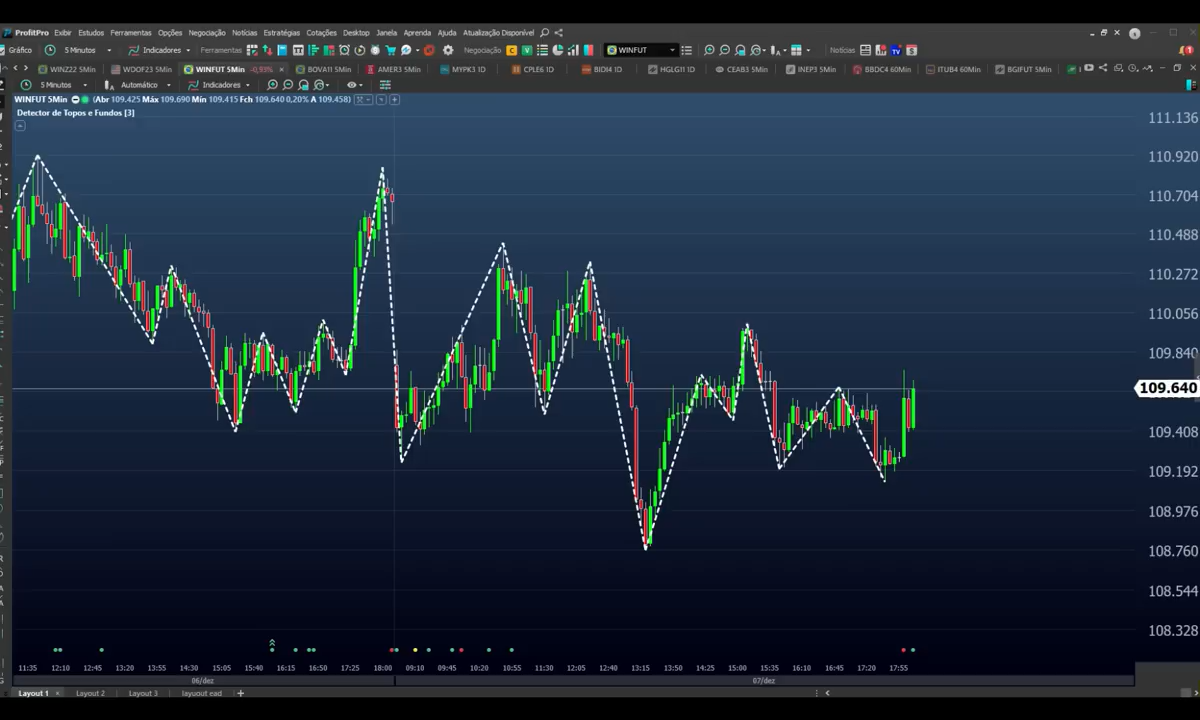 ProfitPro Exibir Estudos Ferramentas Opções Negociação Notícias Estratégias Cotações Desktop Janela Aprenda Ajuda Atualização Disponível
Gráfico 5 Minutos Indicadores Ferramentas Negociação C V WINFUT Notícias TV
WINZ22 5Min WDOF23 5Min WINFUT 5Min -0,93% BOVA11 5Min AMER3 5Min MYPK3 1D CPLE6 1D BIDI4 1D HGLG11 1D CEAB3 5Min INEP3 5Min BBDC4 60Min ITUB4 60Min BGIFUT 5Min
5 Minutos Automático Indicadores
WINFUT 5Min (Abr 109.425 Máx 109.690 Mín 109.415 Fch 109.640 0,20% A 109.458)
Detector de Topos e Fundos [3]
111.136
110.920
110.704
110.488
110.272
110.056
109.840
109.640
109.408
109.192
108.976
108.760
108.544
108.328
11:35 12:10 12:45 13:20 13:55 14:30 15:05 15:40 16:15 16:50 17:25 18:00 09:10 09:45 10:20 10:55 11:30 12:05 12:40 13:15 13:50 14:25 15:00 15:35 16:10 16:45 17:20 17:55
06/dez 07/dez
Layout 1 Layout 2 Layout 3 layuout ead